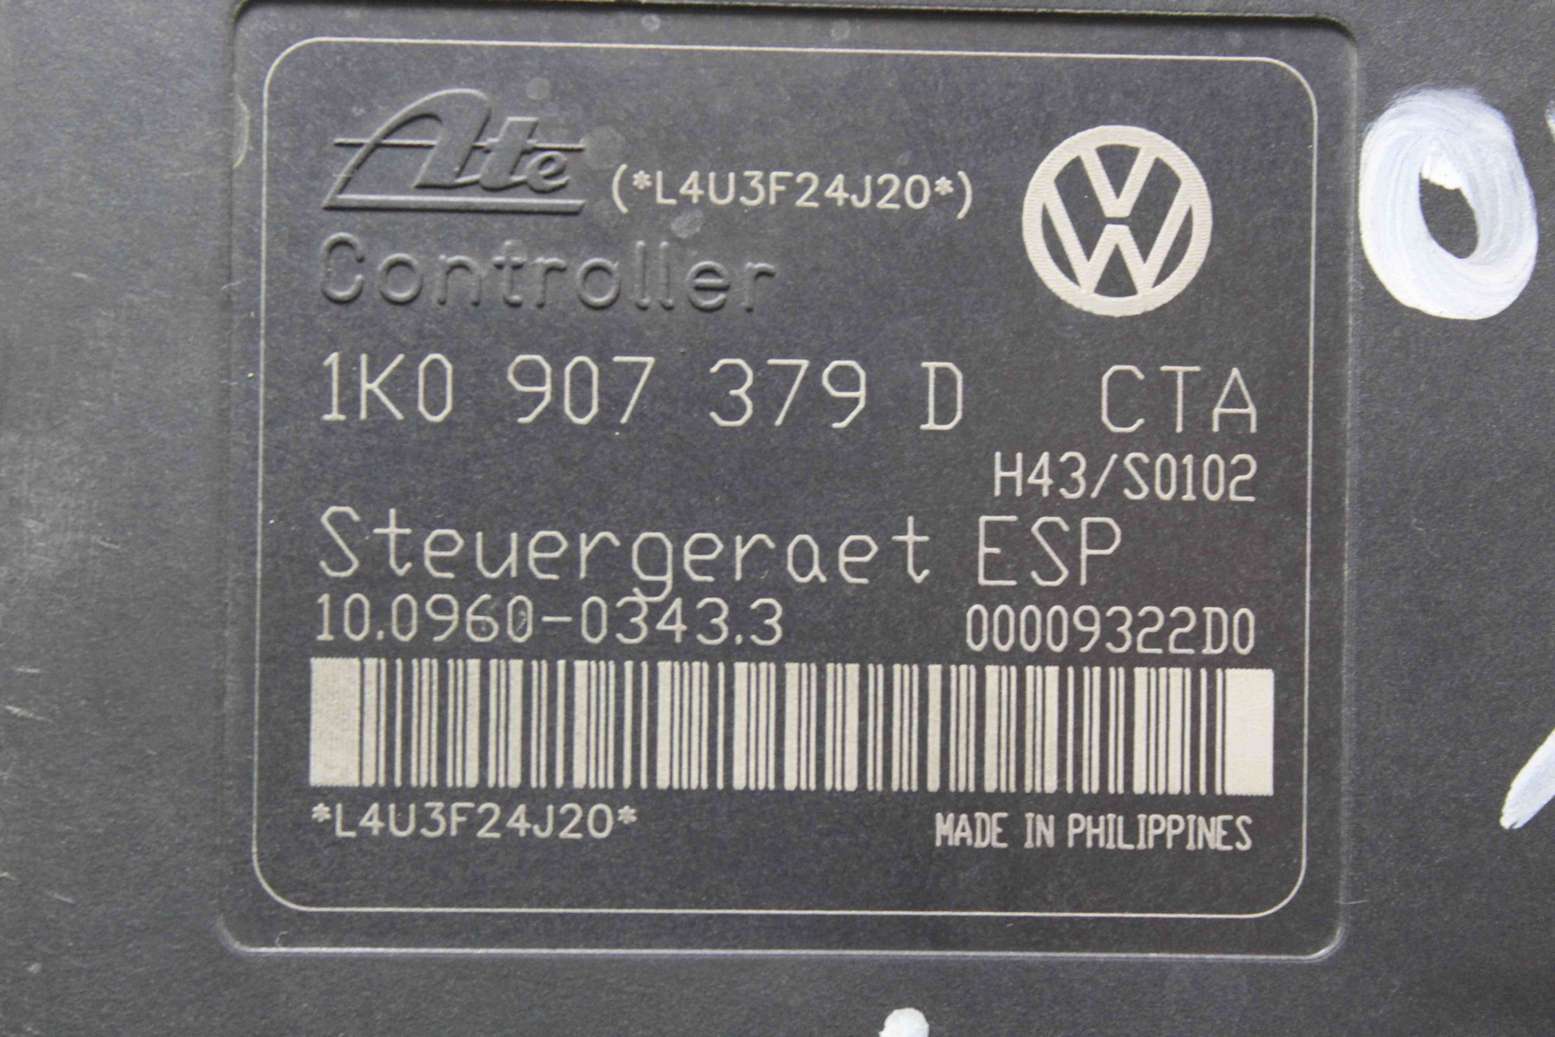 Ate (*L4U3F24J20*)
Controller
1K0 907 379 D CTA
H43/S0102
Steuergeraet ESP
10.0960-0343.3 00009322D0
*L4U3F24J20* MADE IN PHILIPPINES